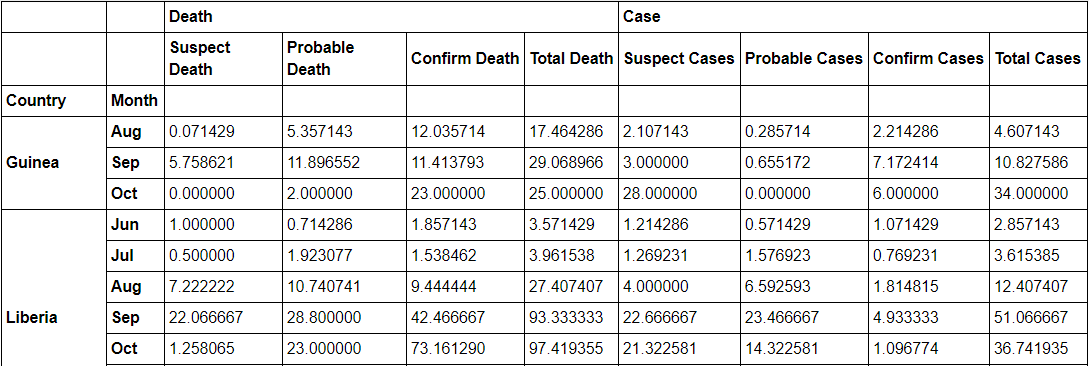 Death Case
Suspect Death Probable Death Confirm Death Total Death Suspect Cases Probable Cases Confirm Cases Total Cases
Country Month
Guinea Aug 0.071429 5.357143 12.035714 17.464286 2.107143 0.285714 2.214286 4.607143
Sep 5.758621 11.896552 11.413793 29.068966 3.000000 0.655172 7.172414 10.827586
Oct 0.000000 2.000000 23.000000 25.000000 28.000000 0.000000 6.000000 34.000000
Liberia Jun 1.000000 0.714286 1.857143 3.571429 1.214286 0.571429 1.071429 2.857143
Jul 0.500000 1.923077 1.538462 3.961538 1.269231 1.576923 0.769231 3.615385
Aug 7.222222 10.740741 9.444444 27.407407 4.000000 6.592593 1.814815 12.407407
Sep 22.066667 28.800000 42.466667 93.333333 22.666667 23.466667 4.933333 51.066667
Oct 1.258065 23.000000 73.161290 97.419355 21.322581 14.322581 1.096774 36.741935